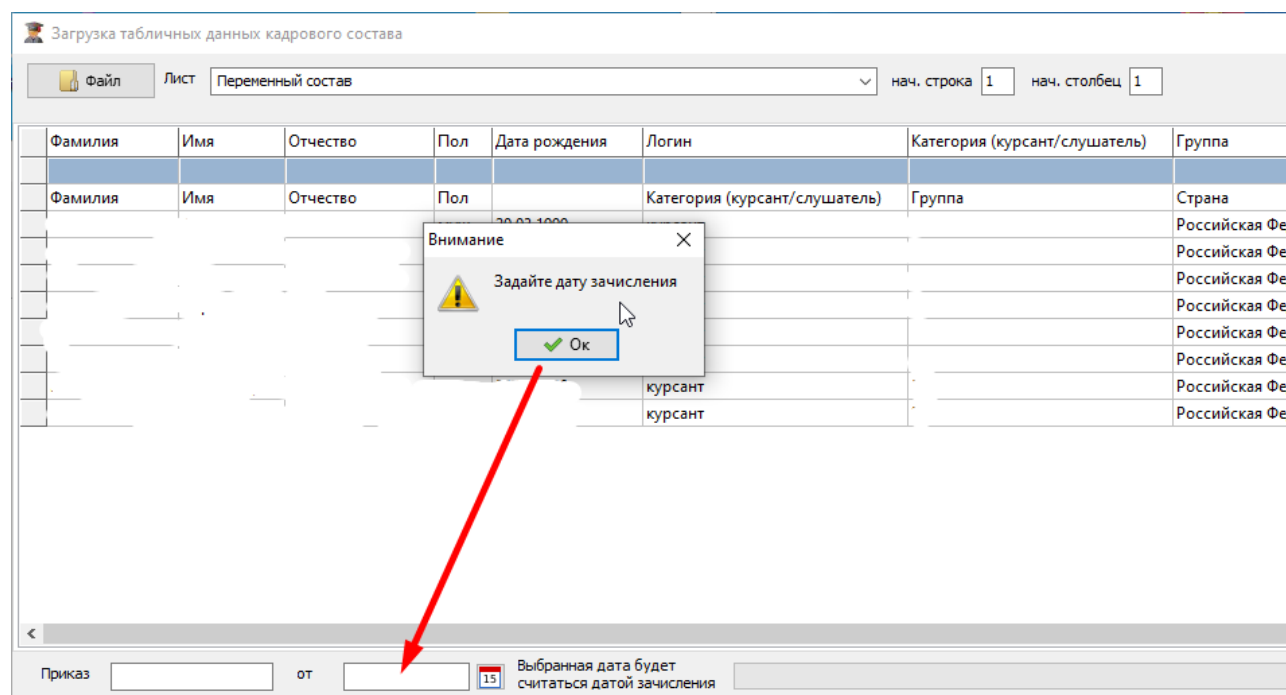 Загрузка табличных данных кадрового состава
Файл Лист Переменный состав нач. строка 1 нач. столбец 1
Фамилия Имя Отчество Пол Дата рождения Логин Категория (курсант/слушатель) Группа
Фамилия Имя Отчество Пол Категория (курсант/слушатель) Группа Страна
Российская Фе
Внимание
Российская Фе
Задайте дату зачисления
Российская Фе
Российская Фе
Российская Фе
Ок
Российская Фе
курсант Российская Фе
курсант Российская Фе
Приказ от 15 Выбранная дата будет
считаться датой зачисления